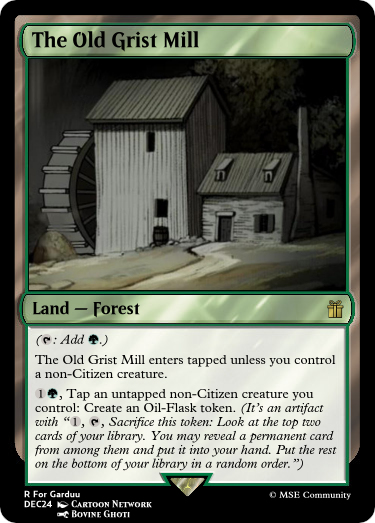 The Old Grist Mill
Land — Forest
(: Add .)
The Old Grist Mill enters tapped unless you control
a non-Citizen creature.
1, Tap an untapped non-Citizen creature you
control: Create an Oil-Flask token. (It's an artifact
with “1, , Sacrifice this token: Look at the top two
cards of your library. You may reveal a permanent card
from among them and put it into your hand. Put the rest
on the bottom of your library in a random order.”)
R For Garduu
DEC24 Cartoon Network
Bovine Ghoti
© MSE Community